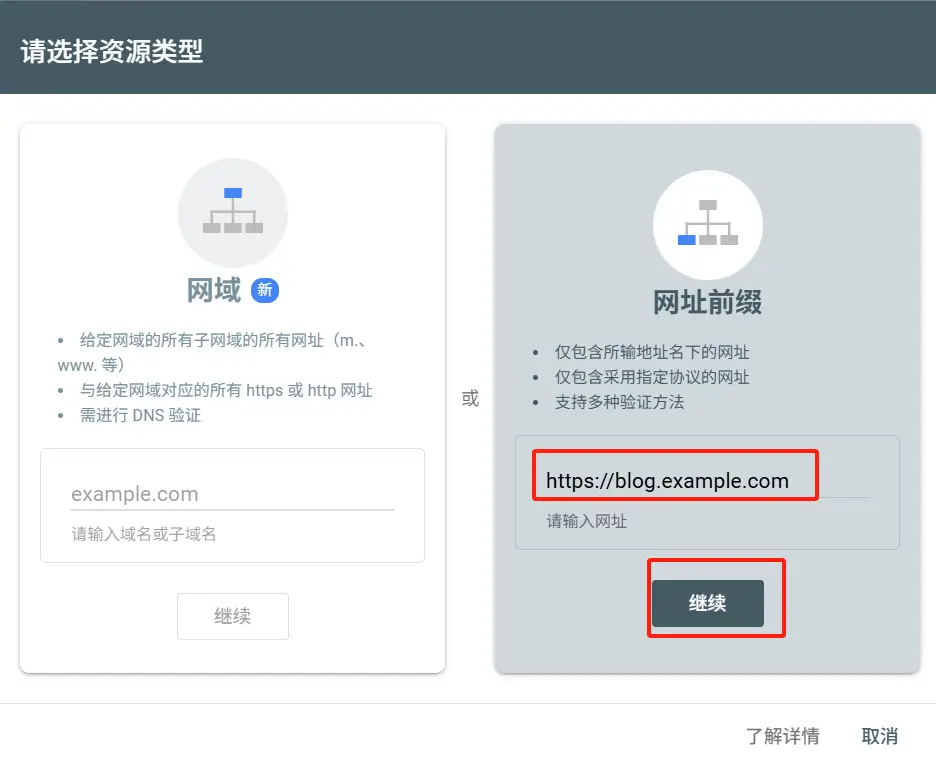 请选择资源类型
网域 新
• 给定网域的所有子网域的所有网址（m.、
www. 等）
• 与给定网域对应的所有 https 或 http 网址
• 需进行 DNS 验证
example.com
请输入域名或子域名
继续
或
网址前缀
• 仅包含所输地址名下的网址
• 仅包含采用指定协议的网址
• 支持多种验证方法
https://blog.example.com
请输入网址
继续
了解详情 取消